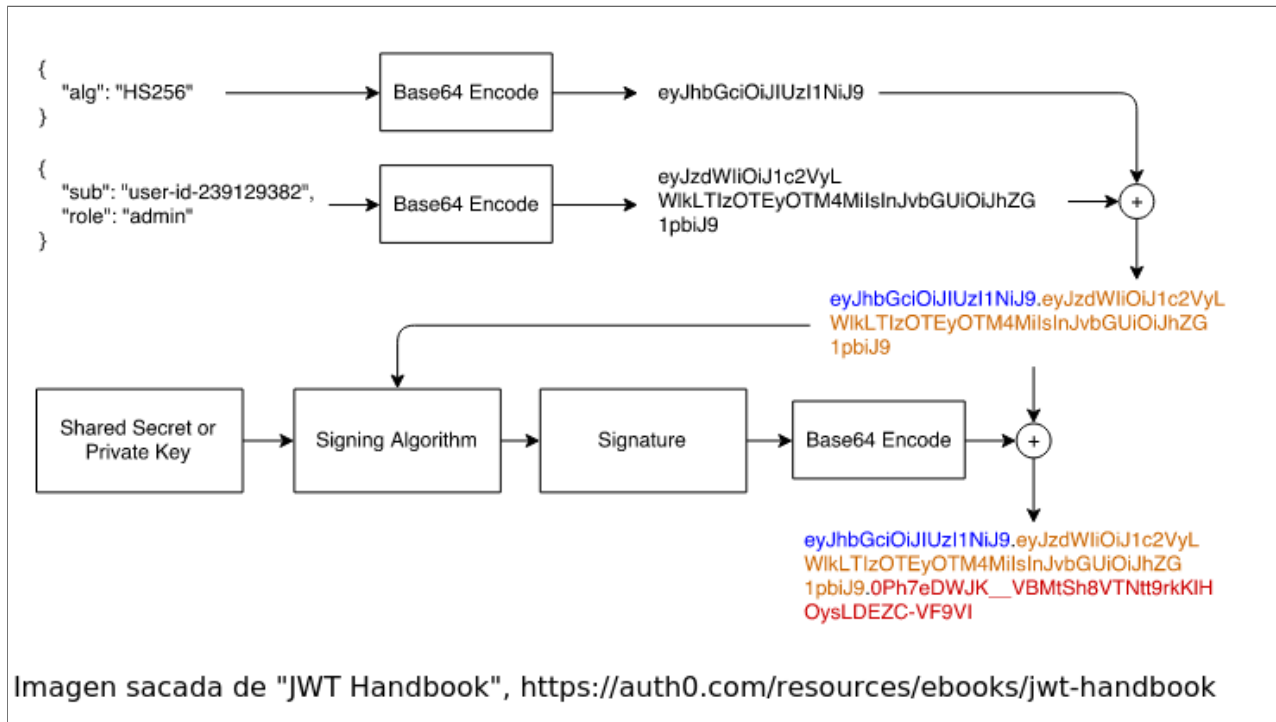 {
"alg": "HS256"
}
Base64 Encode
eyJhbGciOiJIUzI1NiJ9
{
"sub": "user-id-239129382",
"role": "admin"
}
Base64 Encode
eyJzdWIiOiJ1c2VyL
WlkLTIzOTEyOTM4MiIsInJvbGUiOiJhZG
1pbiJ9
+
eyJhbGciOiJIUzI1NiJ9.eyJzdWIiOiJ1c2VyL
WlkLTIzOTEyOTM4MiIsInJvbGUiOiJhZG
1pbiJ9
Shared Secret or
Private Key
Signing Algorithm
Signature
Base64 Encode
+
eyJhbGciOiJIUzI1NiJ9.eyJzdWIiOiJ1c2VyL
WlkLTIzOTEyOTM4MiIsInJvbGUiOiJhZG
1pbiJ9.0Ph7eDWJK__VBMtSh8VTNtt9rkKIH
OysLDEZC-VF9VI
Imagen sacada de "JWT Handbook", https://auth0.com/resources/ebooks/jwt-handbook